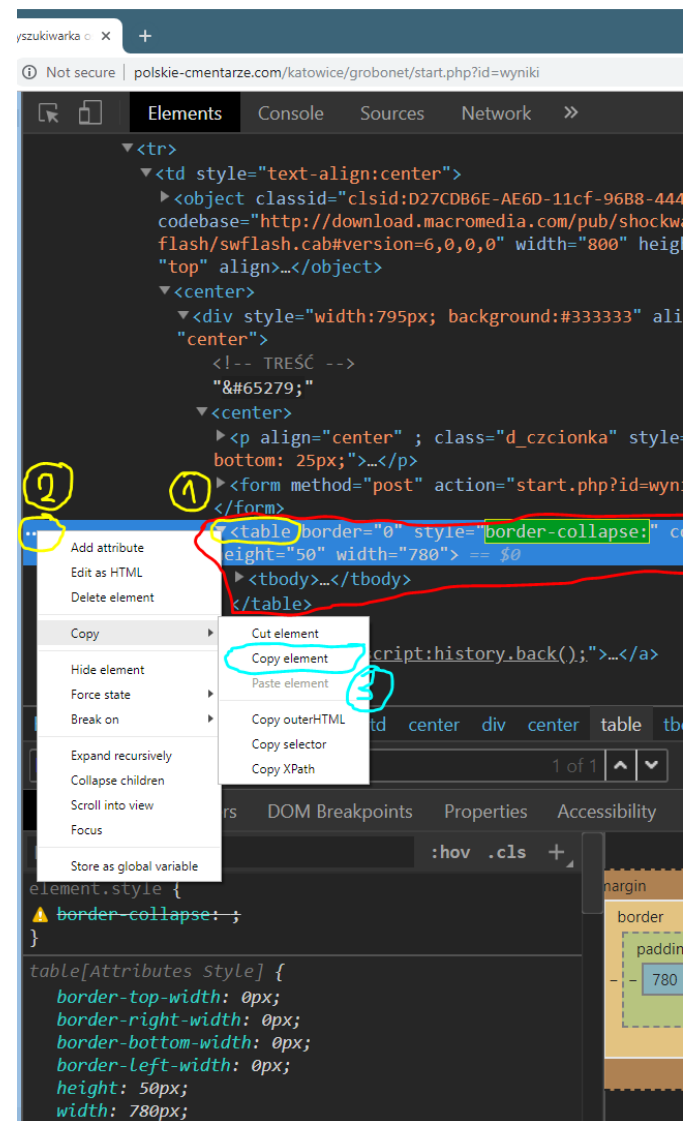 yszukiwarka o × +
Not secure | polskie-cmentarze.com/katowice/grobonet/start.php?id=wyniki
Elements Console Sources Network »
▼<tr>
▼<td style="text-align:center">
▶<object classid="clsid:D27CDB6E-AE6D-11cf-96B8-444
codebase="http://download.macromedia.com/pub/shockwa
flash/swflash.cab#version=6,0,0,0" width="800" heigh
"top" align>…</object>
▼<center>
▼<div style="width:795px; background:#333333" ali
"center">
<!-- TREŚĆ -->
"&#65279;"
▼<center>
▶<p align="center" ; class="d_czcionka" style=
bottom: 25px;">…</p>
2 1 ▶<form method="post" action="start.php?id=wyni
</form>
… ▼<table border="0" style="border-collapse:" co
eight="50" width="780"> == $0
▶<tbody>…</tbody>
</table>
Add attribute
Edit as HTML
Delete element
Copy
Hide element
Force state
Break on
Expand recursively
Collapse children
Scroll into view
Focus
Store as global variable
Cut element
Copy element
Paste element 3
Copy outerHTML
Copy selector
Copy XPath
cript:history.back();">…</a>
td center div center table tbo
1 of 1
rs DOM Breakpoints Properties Accessibility
:hov .cls +
element.style {
border-collapse: ;
}
table[Attributes Style] {
border-top-width: 0px;
border-right-width: 0px;
border-bottom-width: 0px;
border-left-width: 0px;
height: 50px;
width: 780px;
margin
border
paddin
- - 780